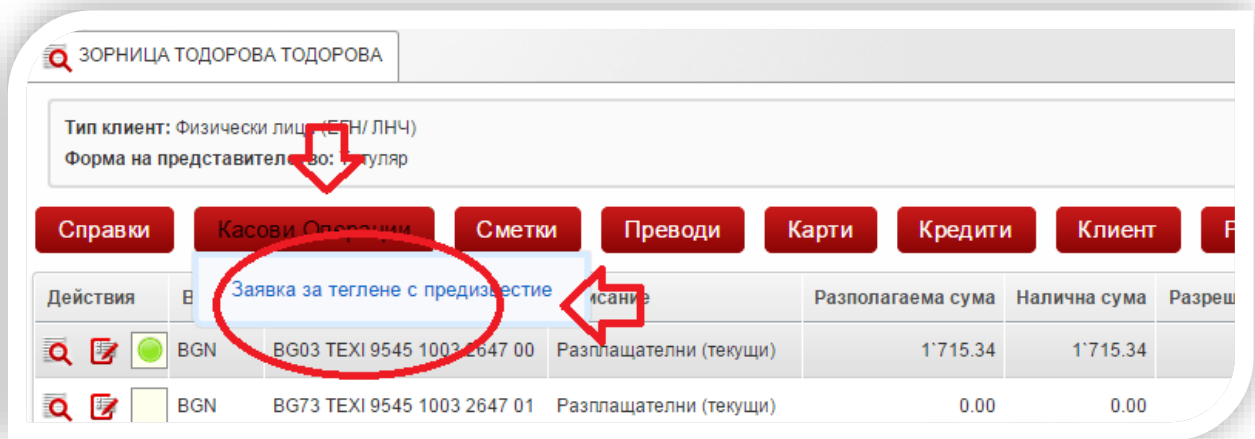 ЗОРНИЦА ТОДОРОВА ТОДОРОВА
Тип клиент: Физически лице (ЕГН/ ЛНЧ)
Форма на представителство: Титуляр
Справки Касови Операции Сметки Преводи Карти Кредити Клиент
Заявка за теглене с предизвестие
Действия Разполагаема сума Налична сума
BGN BG03 TEXI 9545 1003 2647 00 Разплащателни (текущи) 1`715.34 1`715.34
BGN BG73 TEXI 9545 1003 2647 01 Разплащателни (текущи) 0.00 0.00